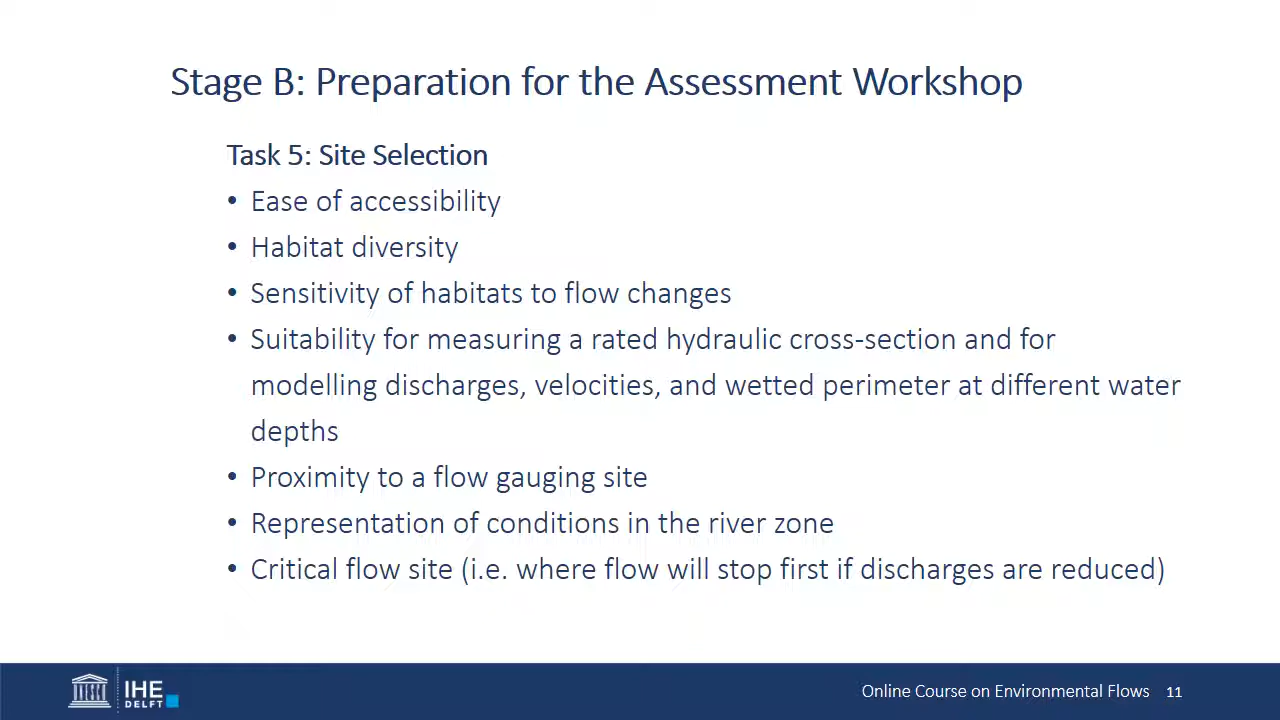 Stage B: Preparation for the Assessment Workshop
Task 5: Site Selection
• Ease of accessibility
• Habitat diversity
• Sensitivity of habitats to flow changes
• Suitability for measuring a rated hydraulic cross-section and for
modelling discharges, velocities, and wetted perimeter at different water
depths
• Proximity to a flow gauging site
• Representation of conditions in the river zone
• Critical flow site (i.e. where flow will stop first if discharges are reduced)
UNESCO
IHE
DELFT
Online Course on Environmental Flows 11